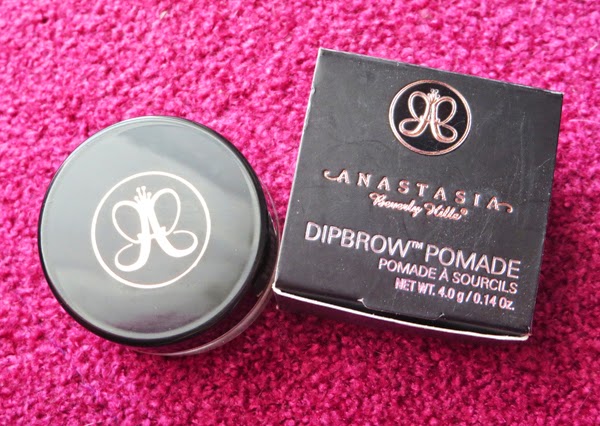 ANASTASIA
Beverly Hills®
DIPBROW™ POMADE
POMADE À SOURCILS
NET WT. 4.0 g / 0.14 Oz.